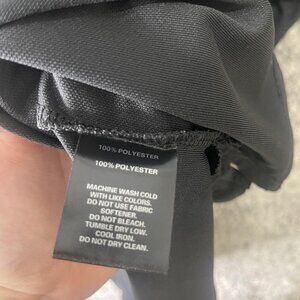 100% POLYESTER
100% POLYESTER
MACHINE WASH COLD
WITH LIKE COLORS.
DO NOT USE FABRIC
SOFTENER.
DO NOT BLEACH.
TUMBLE DRY LOW.
COOL IRON.
DO NOT DRY CLEAN.